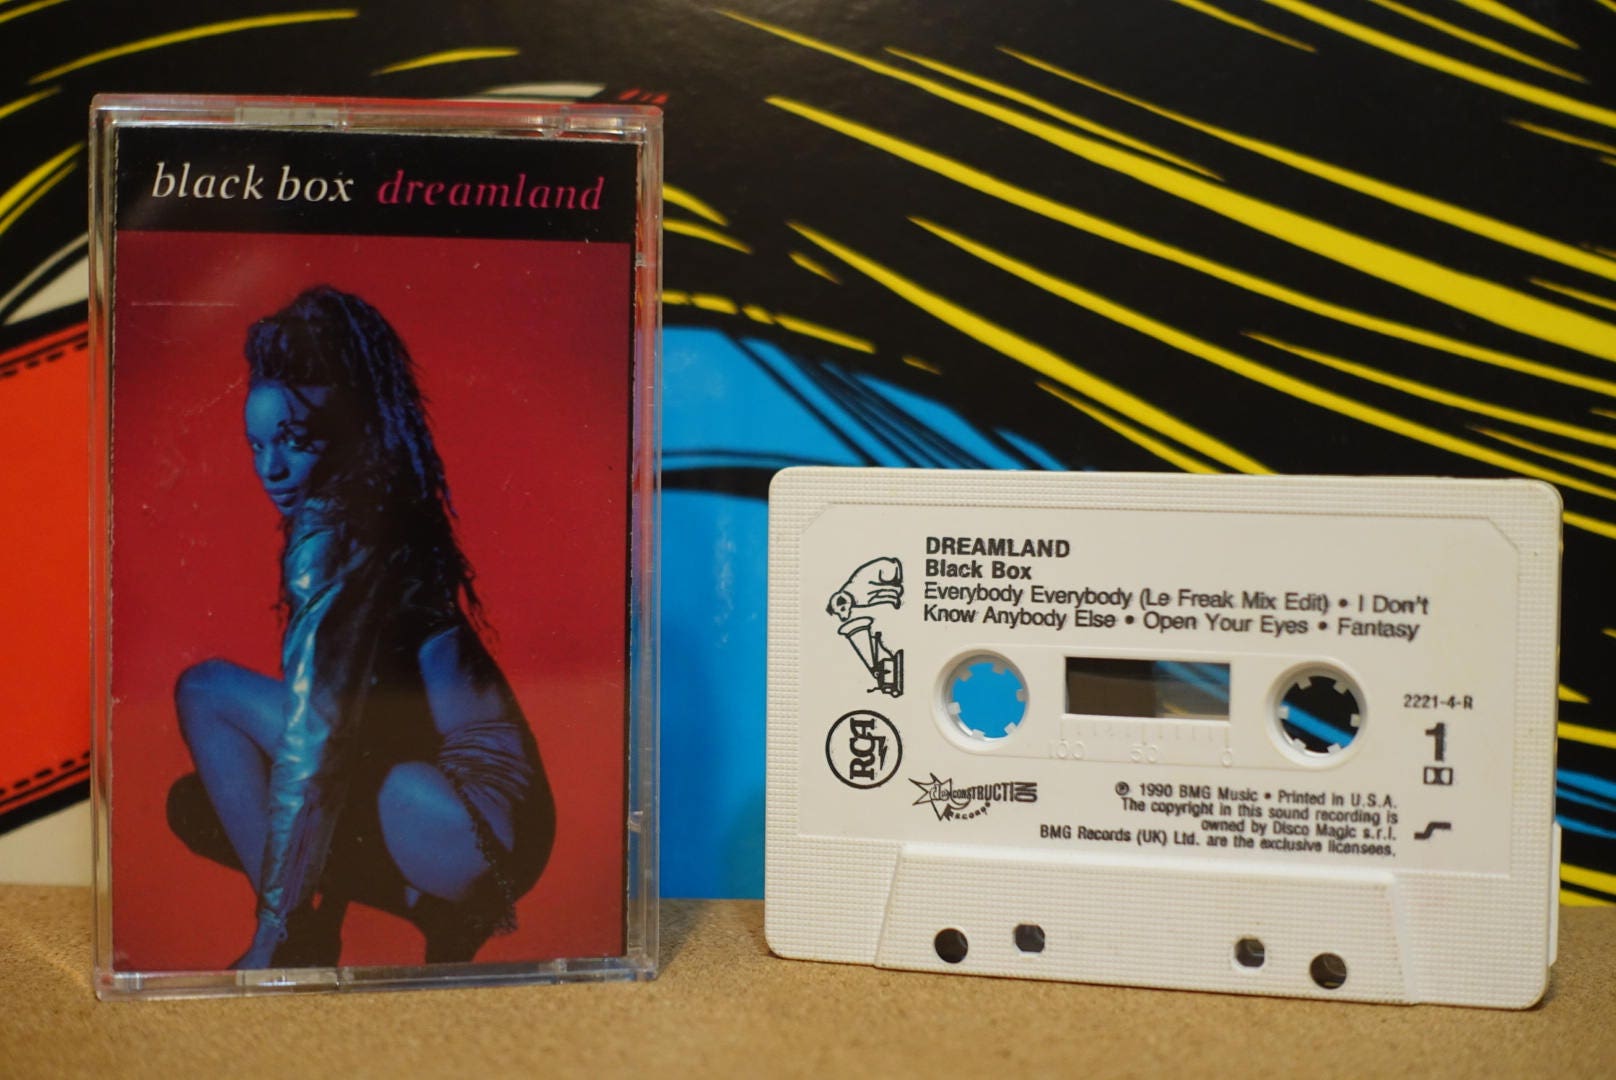 black box dreamland
DREAMLAND
Black Box
Everybody Everybody (Le Freak Mix Edit) • I Don't
Know Anybody Else • Open Your Eyes • Fantasy
2221-4-R
1
100 50 0
RCA
deCONSTRUCTION
RECORDS
℗ 1990 BMG Music • Printed in U.S.A.
The copyright in this sound recording is
owned by Disco Magic s.r.l.
BMG Records (UK) Ltd. are the exclusive licensees.